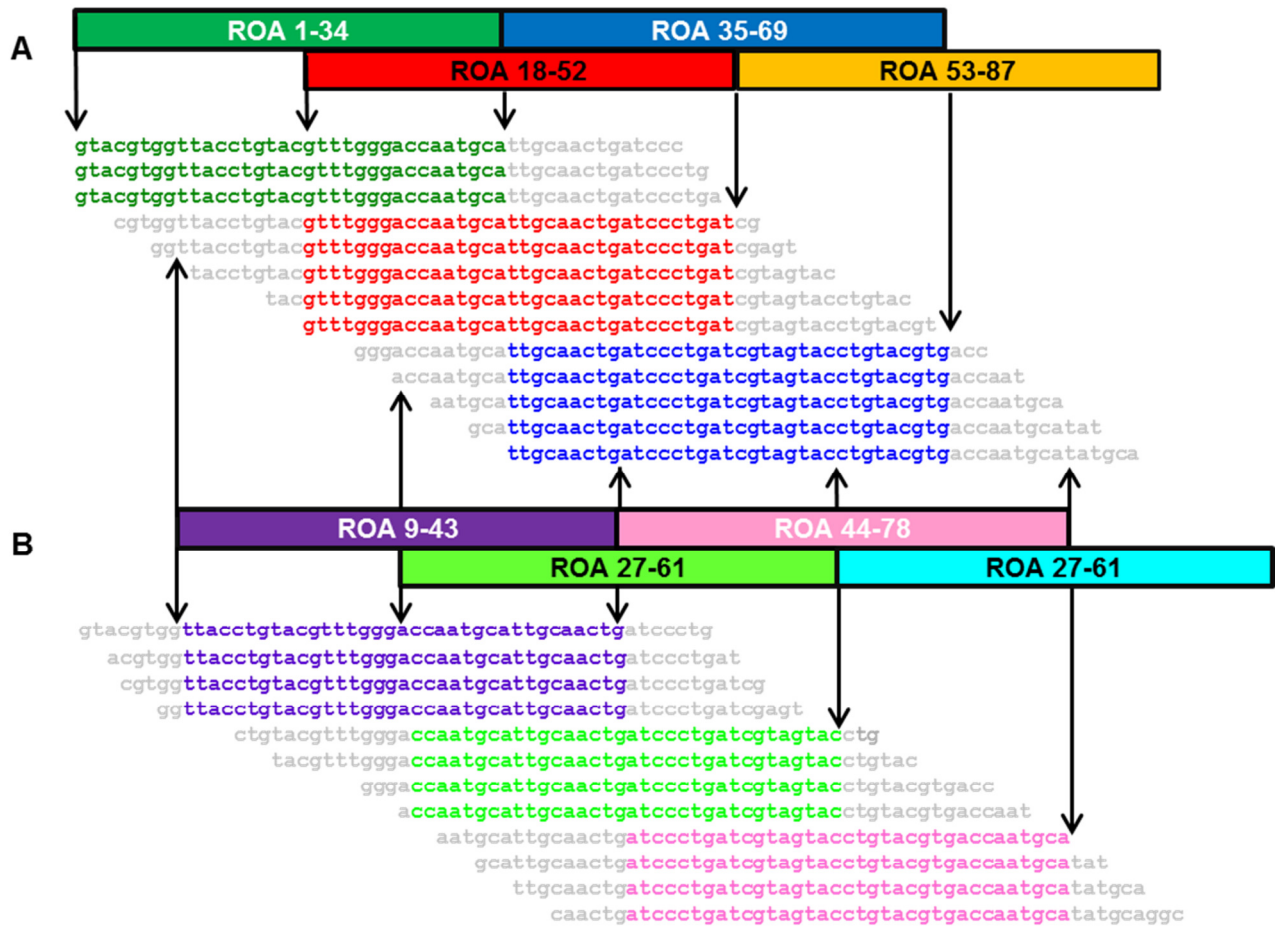 ROA 1-34 ROA 35-69
A
ROA 18-52 ROA 53-87
gtacgtggttacctgtacgtttgggaccaatgcattgcaactgatccc
gtacgtggttacctgtacgtttgggaccaatgcattgcaactgatccctg
gtacgtggttacctgtacgtttgggaccaatgcattgcaactgatccctga
cgtggttacctgtacgtttgggaccaatgcattgcaactgatccctgatcg
ggttacctgtacgtttgggaccaatgcattgcaactgatccctgatcgagt
tacctgtacgtttgggaccaatgcattgcaactgatccctgatcgtagtac
tacgtttgggaccaatgcattgcaactgatccctgatcgtagtacctgtac
gtttgggaccaatgcattgcaactgatccctgatcgtagtacctgtacgt
gggaccaatgcattgcaactgatccctgatcgtagtacctgtacgtgacc
accaatgcattgcaactgatccctgatcgtagtacctgtacgtgaccaat
aatgcattgcaactgatccctgatcgtagtacctgtacgtgaccaatgca
gcattgcaactgatccctgatcgtagtacctgtacgtgaccaatgcatat
ttgcaactgatccctgatcgtagtacctgtacgtgaccaatgcatatgca
ROA 9-43 ROA 44-78
B
ROA 27-61 ROA 27-61
gtacgtggttacctgtacgtttgggaccaatgcattgcaactgatccctg
acgtggttacctgtacgtttgggaccaatgcattgcaactgatccctgat
cgtggttacctgtacgtttgggaccaatgcattgcaactgatccctgatcg
ggttacctgtacgtttgggaccaatgcattgcaactgatccctgatcgagt
ctgtacgtttgggaccaatgcattgcaactgatccctgatcgtagtacctg
tacgtttgggaccaatgcattgcaactgatccctgatcgtagtacctgtac
gggaccaatgcattgcaactgatccctgatcgtagtacctgtacgtgacc
accaatgcattgcaactgatccctgatcgtagtacctgtacgtgaccaat
aatgcattgcaactgatccctgatcgtagtacctgtacgtgaccaatgca
gcattgcaactgatccctgatcgtagtacctgtacgtgaccaatgcatat
ttgcaactgatccctgatcgtagtacctgtacgtgaccaatgcatatgca
caactgatccctgatcgtagtacctgtacgtgaccaatgcatatgcaggc